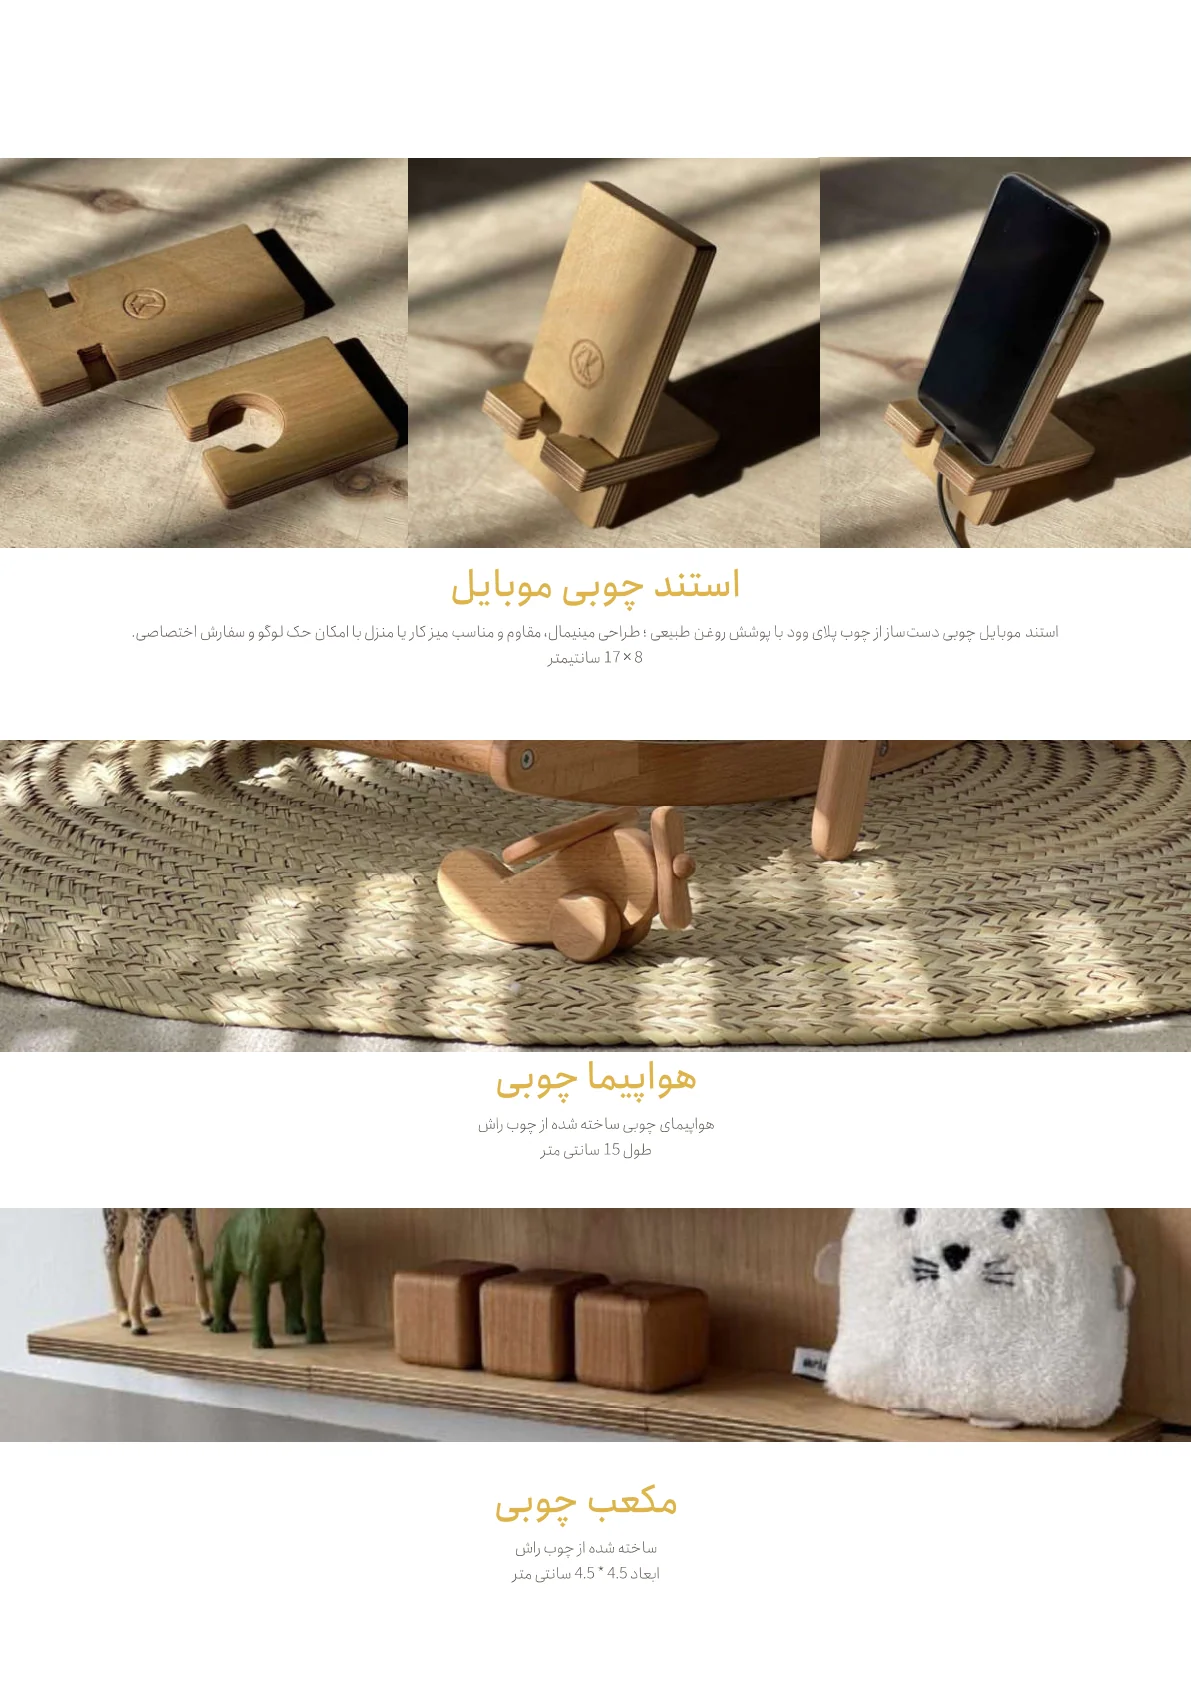 استند چوبی موبایل
استند موبایل چوبی دست‌ساز از چوب پلای وود با پوشش روغن طبیعی ؛ طراحی مینیمال، مقاوم و مناسب میز کار یا منزل با امکان حک لوگو و سفارش اختصاصی.
8 × 17 سانتیمتر
هواپیما چوبی
هواپیمای چوبی ساخته شده از چوب راش
طول 15 سانتی متر
مکعب چوبی
ساخته شده از چوب راش
ابعاد 4.5 * 4.5 سانتی متر